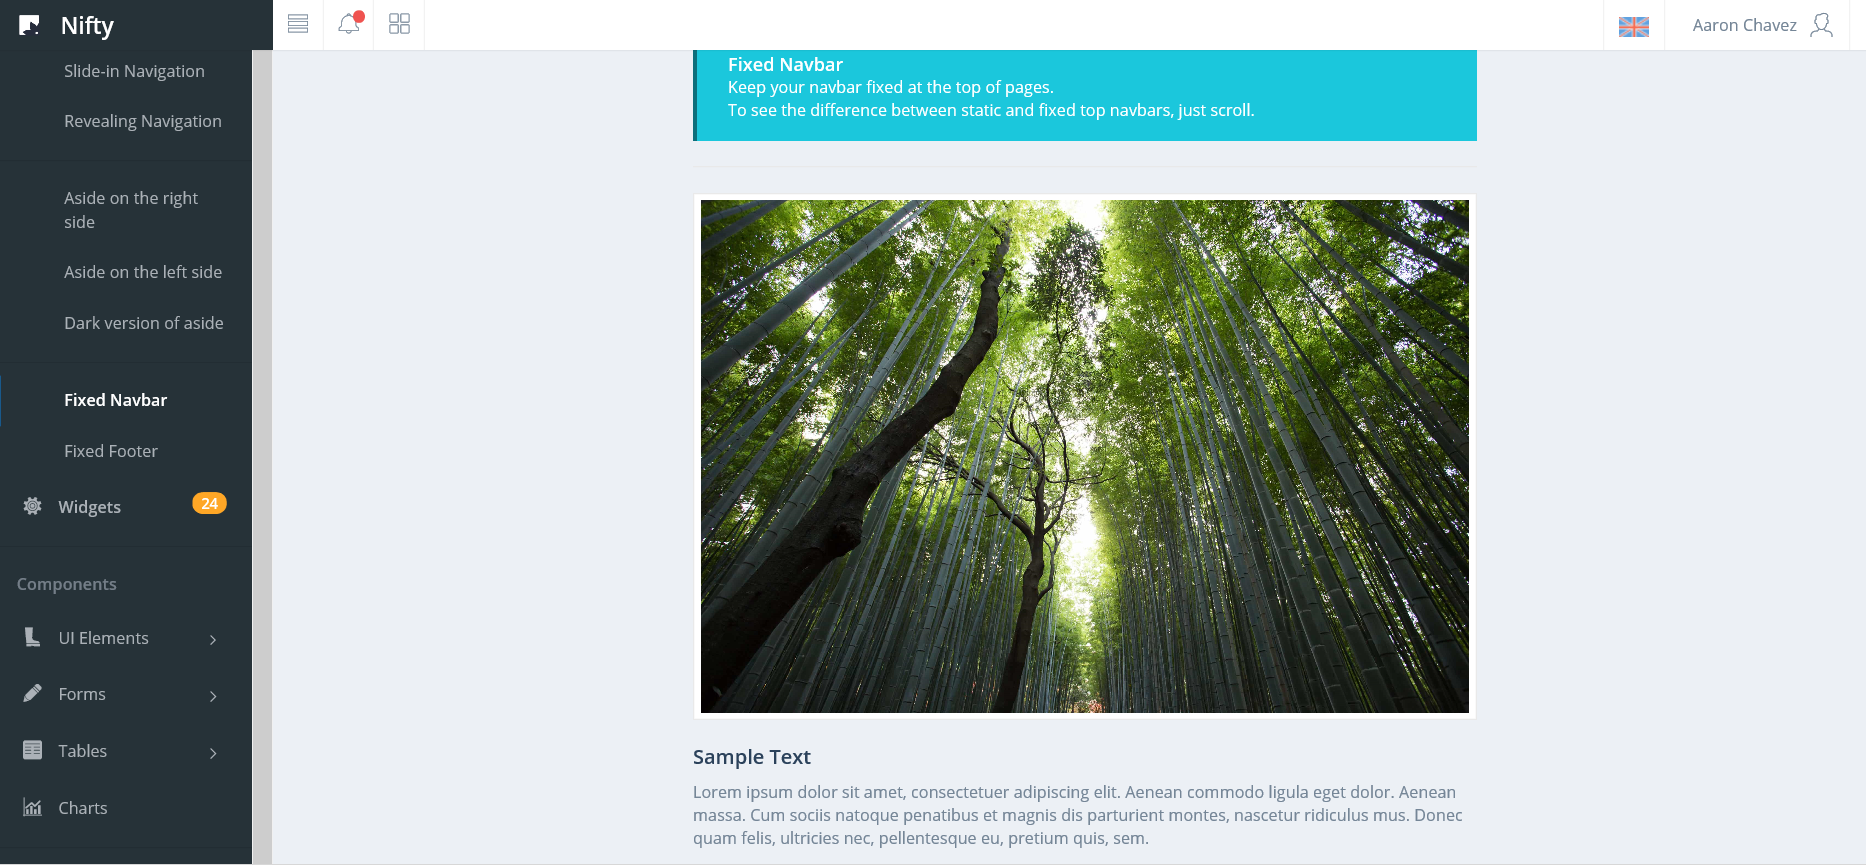 Nifty
Aaron Chavez
Slide-in Navigation
Revealing Navigation
Aside on the right
side
Aside on the left side
Dark version of aside
Fixed Navbar
Fixed Footer
Widgets 24
Components
UI Elements
Forms
Tables
Charts
Fixed Navbar
Keep your navbar fixed at the top of pages.
To see the difference between static and fixed top navbars, just scroll.
Sample Text
Lorem ipsum dolor sit amet, consectetuer adipiscing elit. Aenean commodo ligula eget dolor. Aenean
massa. Cum sociis natoque penatibus et magnis dis parturient montes, nascetur ridiculus mus. Donec
quam felis, ultricies nec, pellentesque eu, pretium quis, sem.